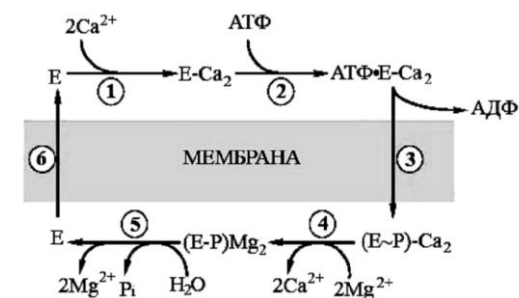 2Ca²⁺ АТФ
E ① E-Ca₂ ② АТФ•E-Ca₂
АДФ
⑥ МЕМБРАНА ③
E ⑤ (E-P)Mg₂ ④ (E~P)-Ca₂
2Mg²⁺ Pi H₂O 2Ca²⁺ 2Mg²⁺